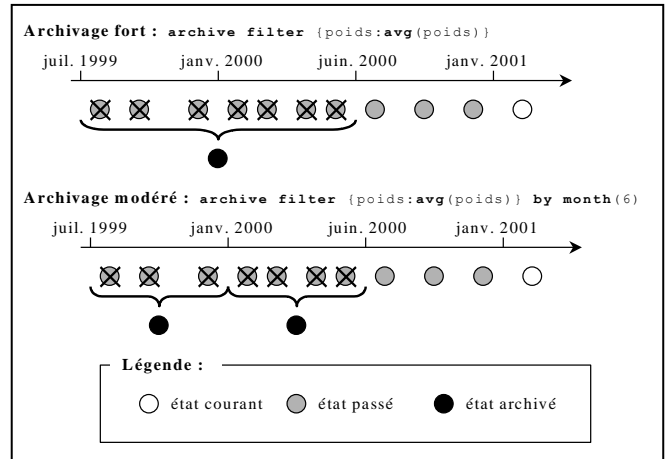 Archivage fort : archive filter {poids:avg(poids)}
juil. 1999 janv. 2000 juin. 2000 janv. 2001
Archivage modéré : archive filter {poids:avg(poids)} by month(6)
juil. 1999 janv. 2000 juin. 2000 janv. 2001
Légende :
état courant état passé état archivé